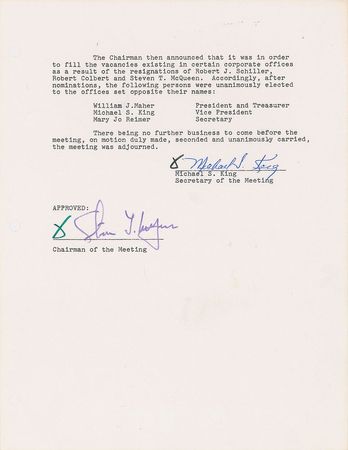 The Chairman then announced that it was in order
to fill the vacancies existing in certain corporate offices
as a result of the resignations of Robert J. Schiller,
Robert Colbert and Steven T. McQueen. Accordingly, after
nominations, the following persons were unanimously elected
to the offices set opposite their names:
William J. Maher President and Treasurer
Michael S. King Vice President
Mary Jo Reimer Secretary
There being no further business to come before the
meeting, on motion duly made, seconded and unanimously carried,
the meeting was adjourned.
X Michael S. King
Michael S. King
Secretary of the Meeting
APPROVED:
X
Chairman of the Meeting